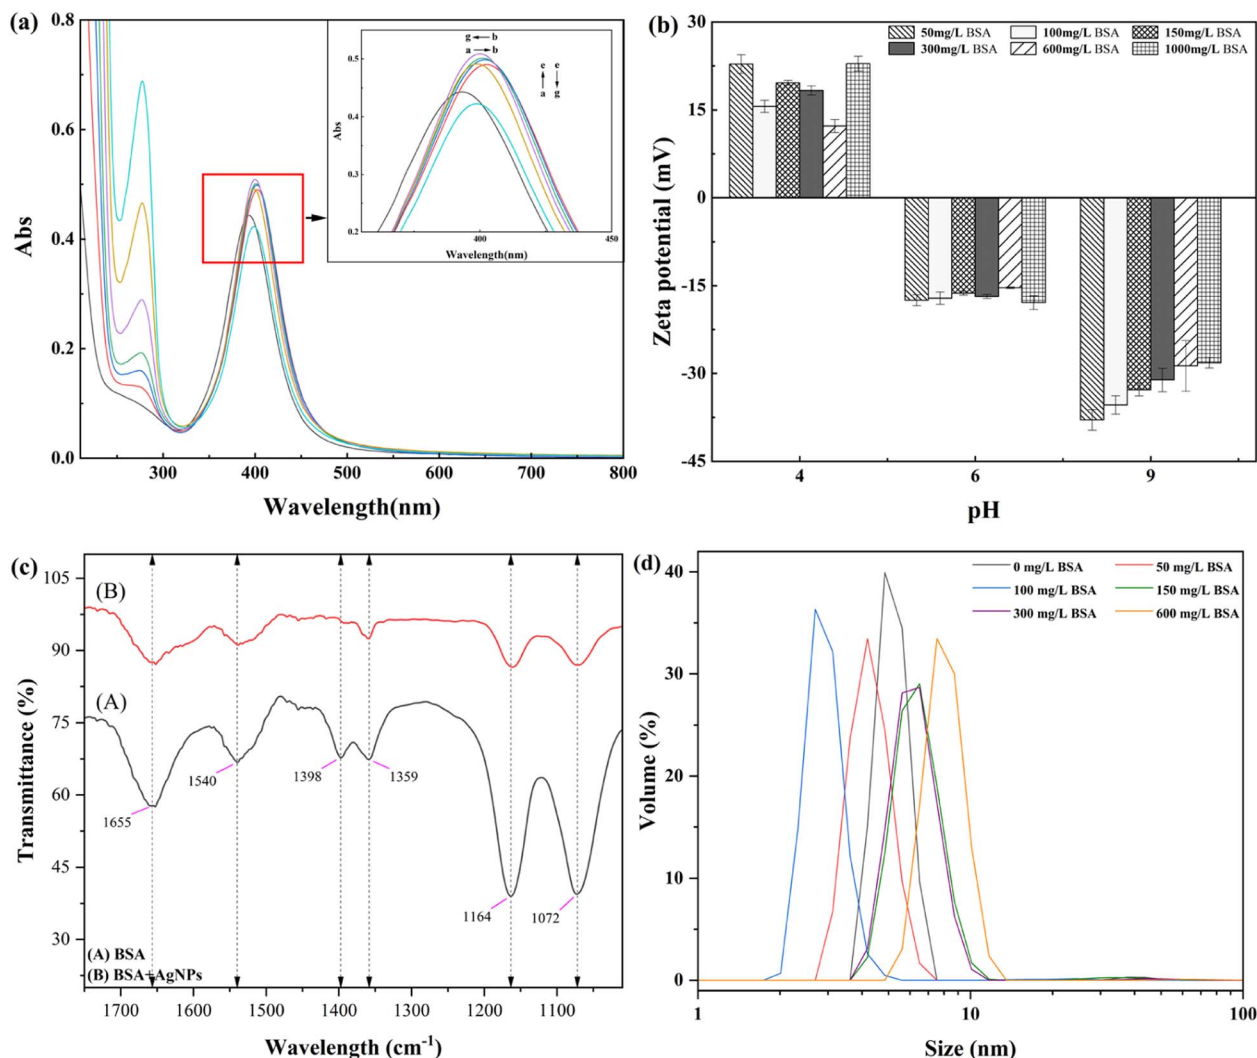 (a)
0.8
0.6
0.4
0.2
0.0
Abs
300 400 500 600 700 800
Wavelength(nm)
g b
a b
e e
a g
0.5
0.4
0.3
0.2
Abs
400 450
Wavelength(nm)
(b)
50mg/L BSA 100mg/L BSA 150mg/L BSA
300mg/L BSA 600mg/L BSA 1000mg/L BSA
30
15
0
-15
-30
-45
Zeta potential (mV)
4 6 9
pH
(c)
105
90
75
60
45
30
Transmittance (%)
(B)
(A)
1655
1540
1398
1359
1164
1072
(A) BSA
(B) BSA+AgNPs
1700 1600 1500 1400 1300 1200 1100
Wavelength (cm-1)
(d)
0 mg/L BSA 50 mg/L BSA
100 mg/L BSA 150 mg/L BSA
300 mg/L BSA 600 mg/L BSA
40
30
20
10
0
Volume (%)
1 10 100
Size (nm)